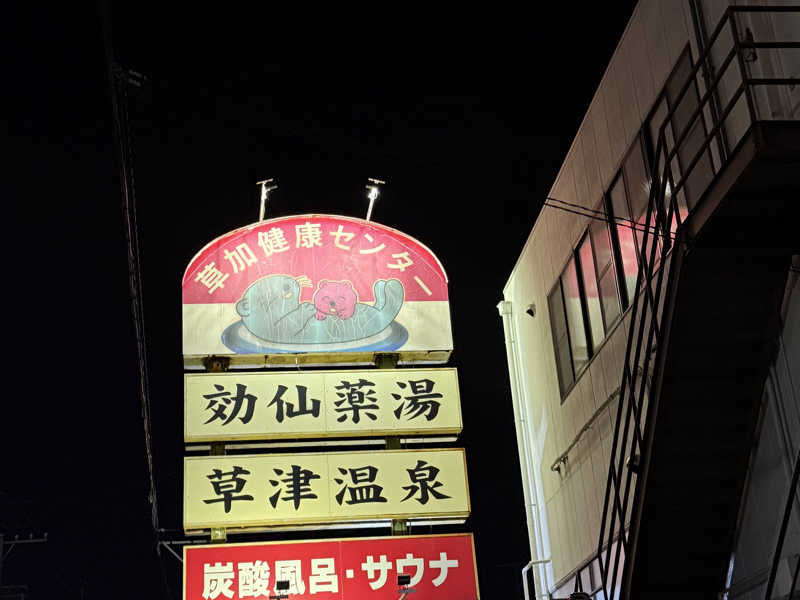 草加健康センター
効仙薬湯
草津温泉
炭酸風呂・サウナ